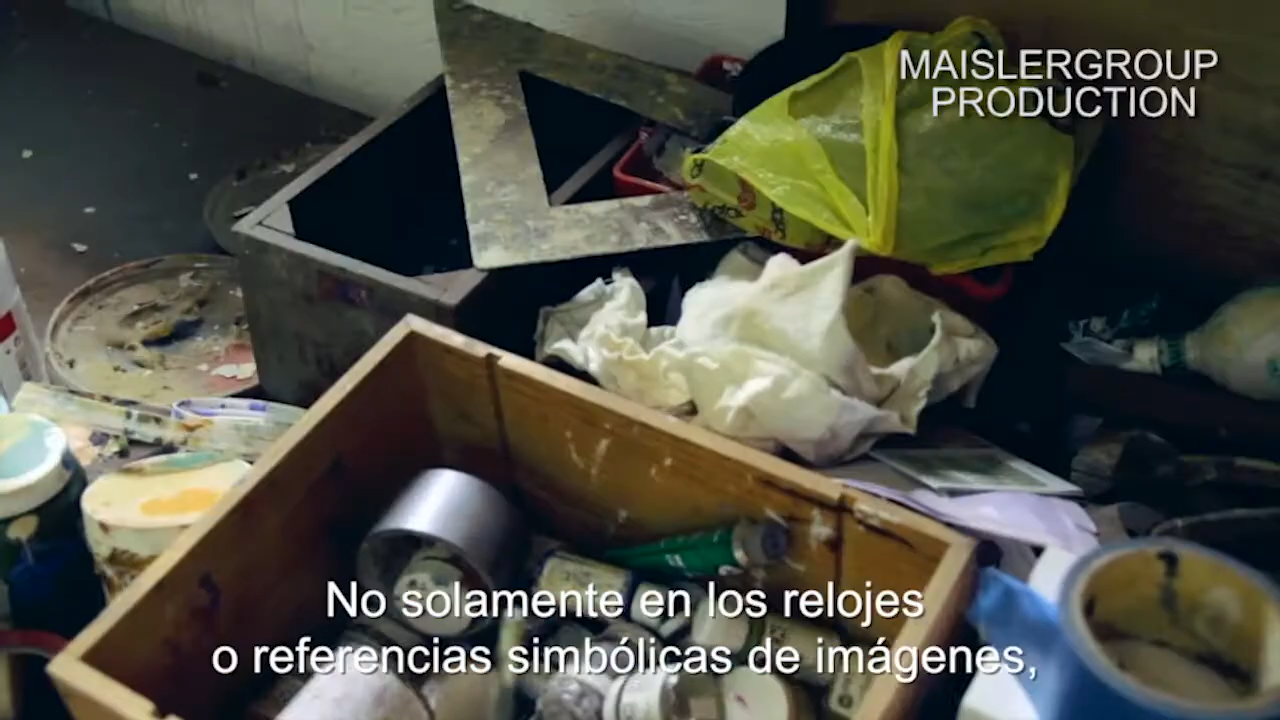 MAISLERGROUP
PRODUCTION
No solamente en los relojes
o referencias simbólicas de imágenes,